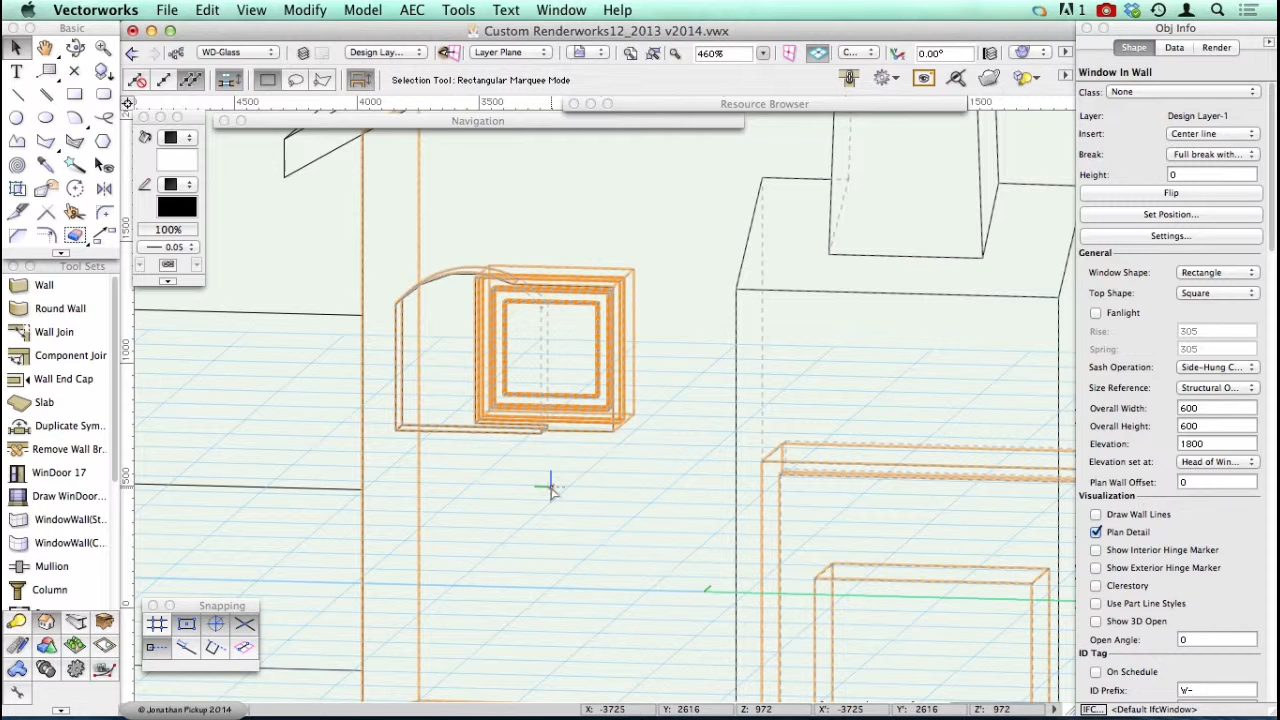 Vectorworks File Edit View Modify Model AEC Tools Text Window Help
Basic
Custom Renderworks12_2013 v2014.vwx
Obj Info
WD-Glass Design Lay... Layer Plane 460% C... 0.00°
Shape Data Render
Selection Tool: Rectangular Marquee Mode
Window In Wall
Class: None
4500 4000 3500 1500
Resource Browser
Navigation
Layer: Design Layer-1
Insert: Center line
Break: Full break with...
Height: 0
Flip
Set Position...
100%
Settings...
0.05
General
Tool Sets
Window Shape: Rectangle
Wall
Top Shape: Square
Round Wall
Fanlight
Wall Join
Rise: 305
Component Join
Spring: 305
Wall End Cap
Sash Operation: Side-Hung C...
Slab
Size Reference: Structural O...
Duplicate Sym...
Overall Width: 600
Remove Wall Br...
Overall Height: 600
WinDoor 17
Elevation: 1800
Draw WinDoor...
Elevation set at: Head of Win...
WindowWall(St...
Plan Wall Offset: 0
WindowWall(C...
Visualization
Mullion
Draw Wall Lines
Column
Plan Detail
Show Interior Hinge Marker
Show Exterior Hinge Marker
Clerestory
Use Part Line Styles
Snapping
Show 3D Open
Open Angle: 0
ID Tag
On Schedule
ID Prefix: W-
© Jonathan Pickup 2014
X: -3725 Y: 2616 Z: 972 X': -3725 Y': 2616 Z': 972
IFC... <Default IfcWindow>